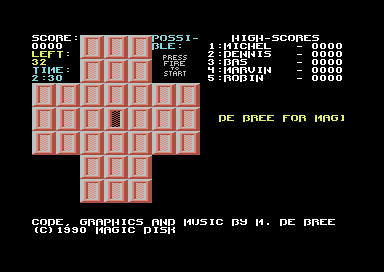 SCORE:
0000
LEFT:
32
TIME:
2:30
POSSI-
BLE:
PRESS
FIRE
TO
START
HIGH-SCORES
1:MICHEL - 0000
2:DENNIS - 0000
3:BAS - 0000
4:MARVIN - 0000
5:ROBIN - 0000
DE BREE FOR MAG
CODE, GRAPHICS AND MUSIC BY M. DE BREE
(C)1990 MAGIC DISK